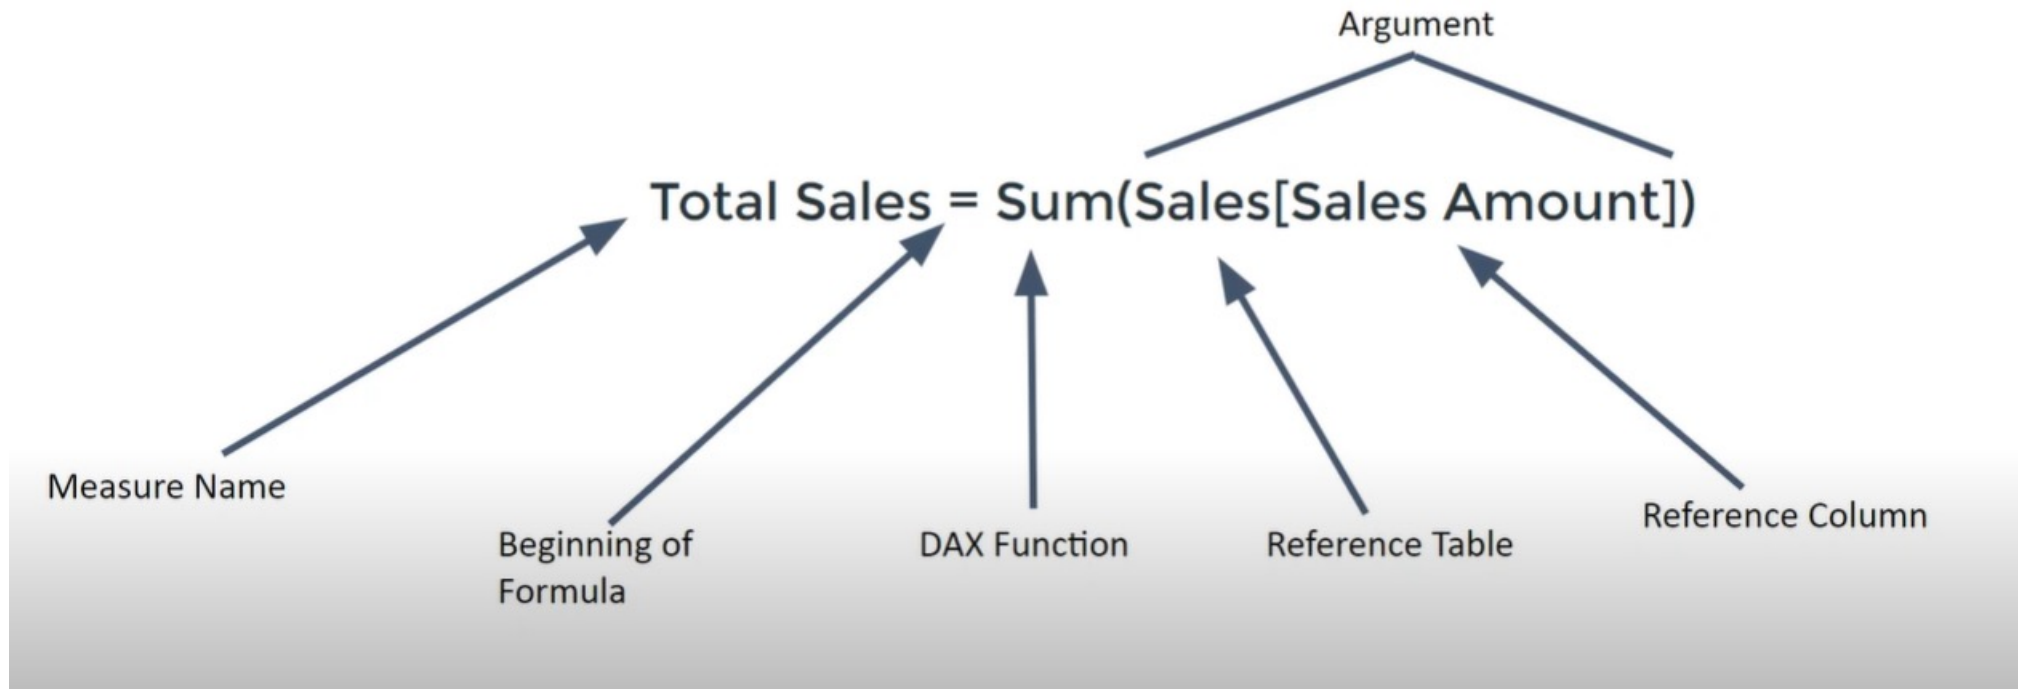 Argument
Total Sales = Sum(Sales[Sales Amount])
Measure Name
Beginning of
Formula
DAX Function
Reference Table
Reference Column